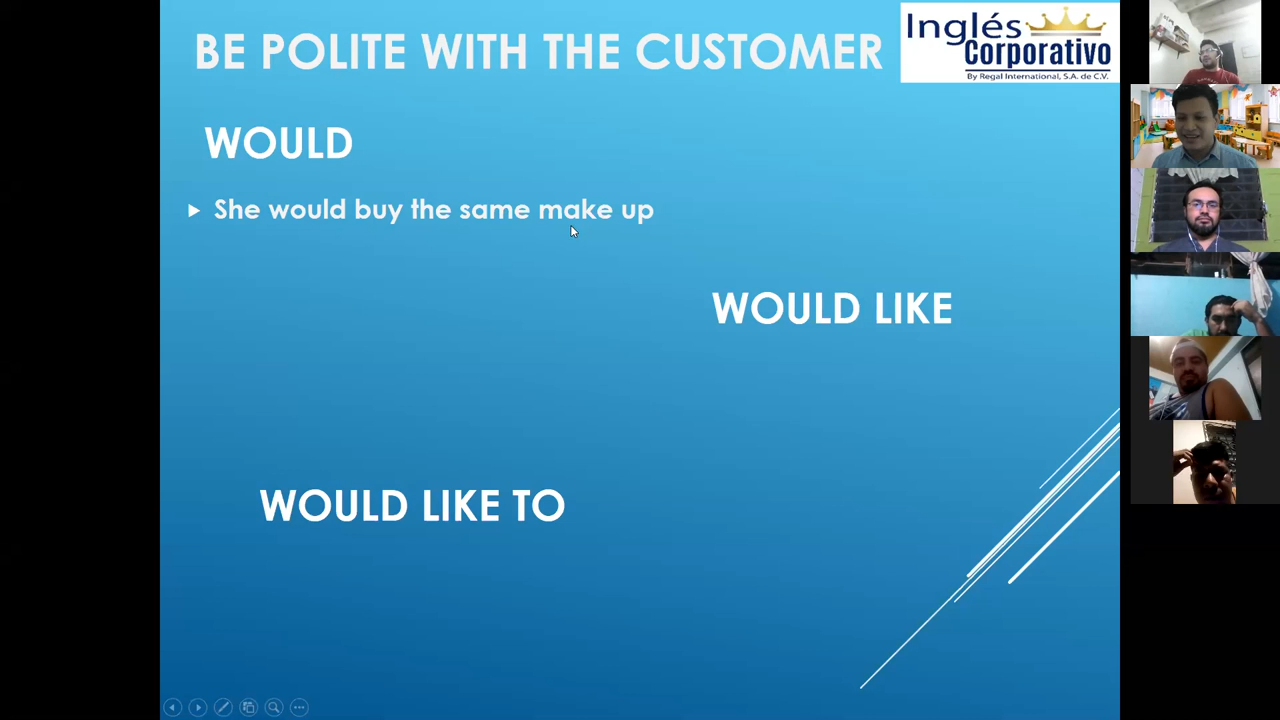 BE POLITE WITH THE CUSTOMER
Inglés
Corporativo
By Regal International, S.A. de C.V.
WOULD
She would buy the same make up
WOULD LIKE
WOULD LIKE TO